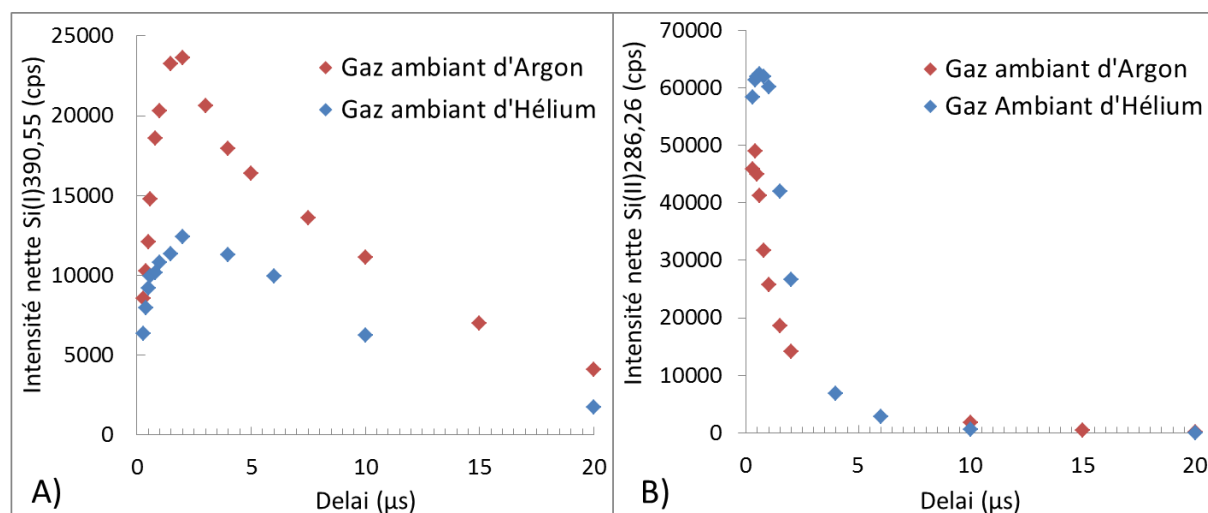 Intensité nette Si(I)390,55 (cps)
25000
20000
15000
10000
5000
0
0 5 10 15 20
Delai (µs)
Gaz ambiant d'Argon
Gaz ambiant d'Hélium
A)
Intensité nette Si(II)286,26 (cps)
70000
60000
50000
40000
30000
20000
10000
0
0 5 10 15 20
Delai (µs)
Gaz ambiant d'Argon
Gaz Ambiant d'Hélium
B)